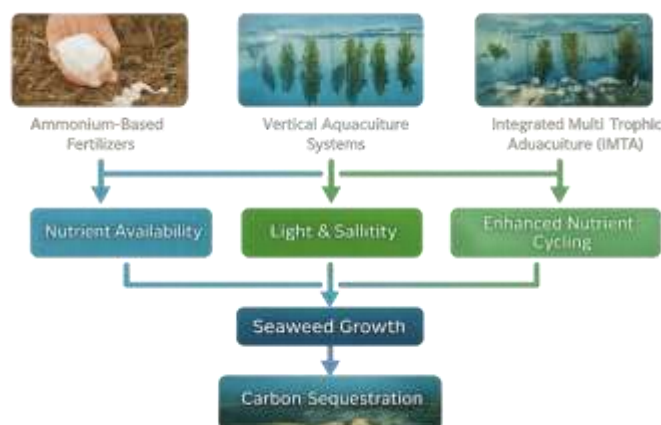 Ammonium-Based
Fertilizers
Vertical Aquaculture
Systems
Integrated Multi Trophic
Aduaculture (IMTA)
Nutrient Availability
Light & Sallitity
Enhanced Nutrient
Cycling
Seaweed Growth
Carbon Sequestration